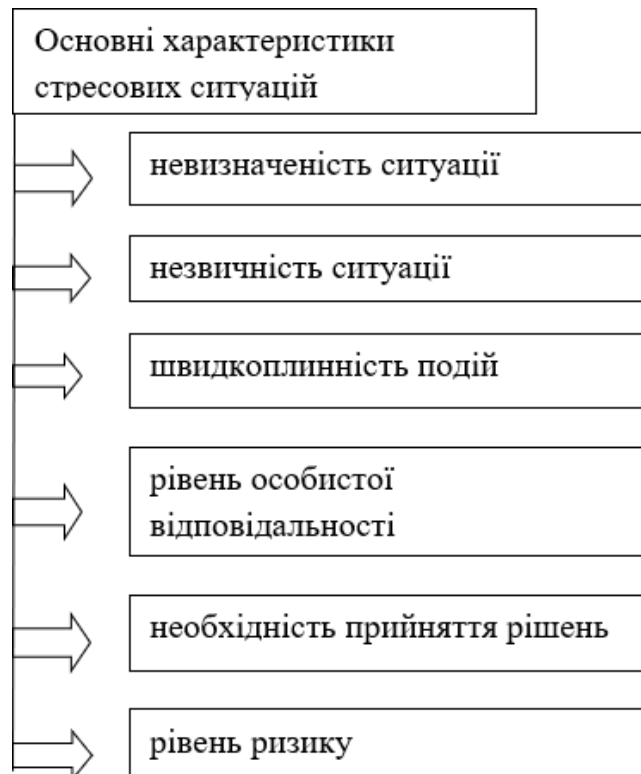 Основні характеристики
стресових ситуацій
невизначеність ситуації
незвичність ситуації
швидкоплинність подій
рівень особистої
відповідальності
необхідність прийняття рішень
рівень ризику